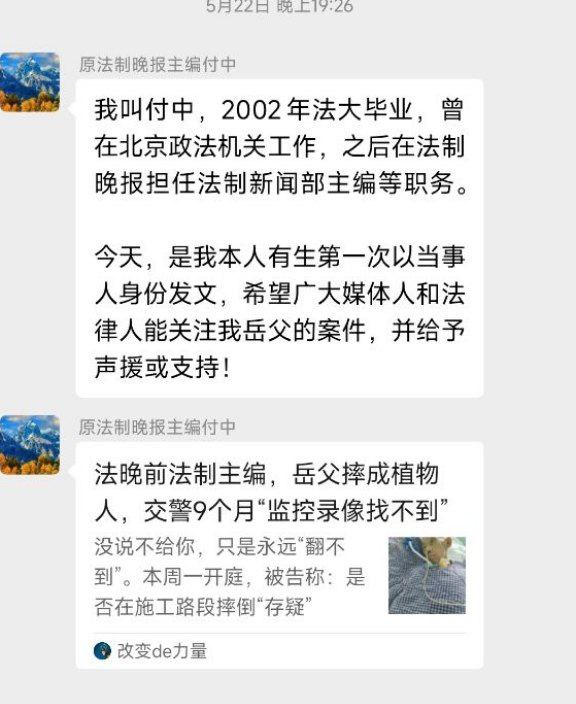 5月22日 晚上19:26
原法制晚报主编付中
我叫付中，2002年法大毕业，曾
在北京政法机关工作，之后在法制
晚报担任法制新闻部主编等职务。
今天，是我本人有生第一次以当事
人身份发文，希望广大媒体人和法
律人能关注我岳父的案件，并给予
声援或支持！
原法制晚报主编付中
法晚前法制主编，岳父摔成植物
人，交警9个月“监控录像找不到”
没说不给你，只是永远“翻不
到”。本周一开庭，被告称：是
否在施工路段摔倒“存疑”
改变de力量